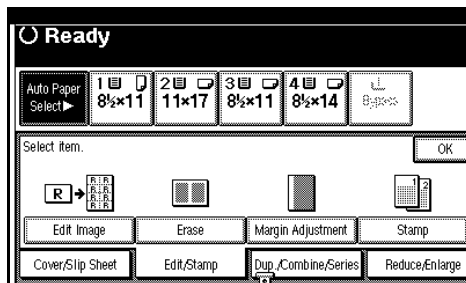 Ready
Auto Paper
Select▶
1
8½×11
2
11×17
3
8½×11
4
8½×14
Bypass
Select item.
OK
R
R R
R R
R R
R R
1 2
Edit Image
Erase
Margin Adjustment
Stamp
Cover/Slip Sheet
Edit/Stamp
Dup./Combine/Series
Reduce/Enlarge